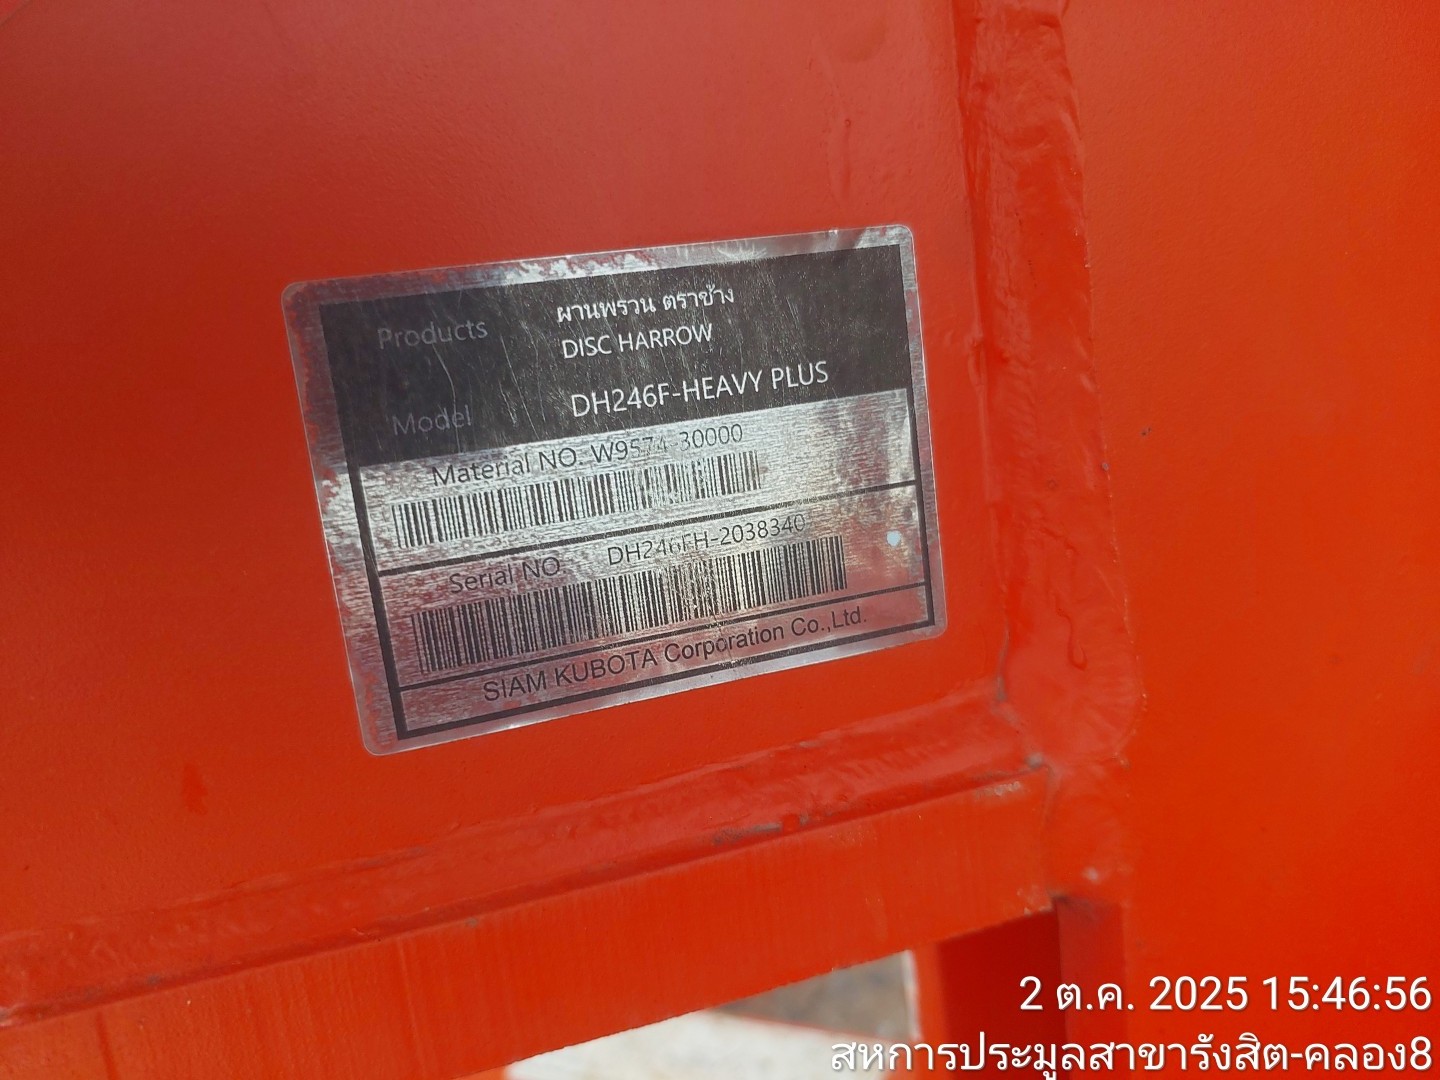 Products ผานพรวน ตราช้าง
DISC HARROW
Model DH246F-HEAVY PLUS
Material NO. W9574-30000
Serial NO. DH246FH-2038340
SIAM KUBOTA Corporation Co.,Ltd.
2 ต.ค. 2025 15:46:56
สหการประมูลสาขารังสิต-คลอง8